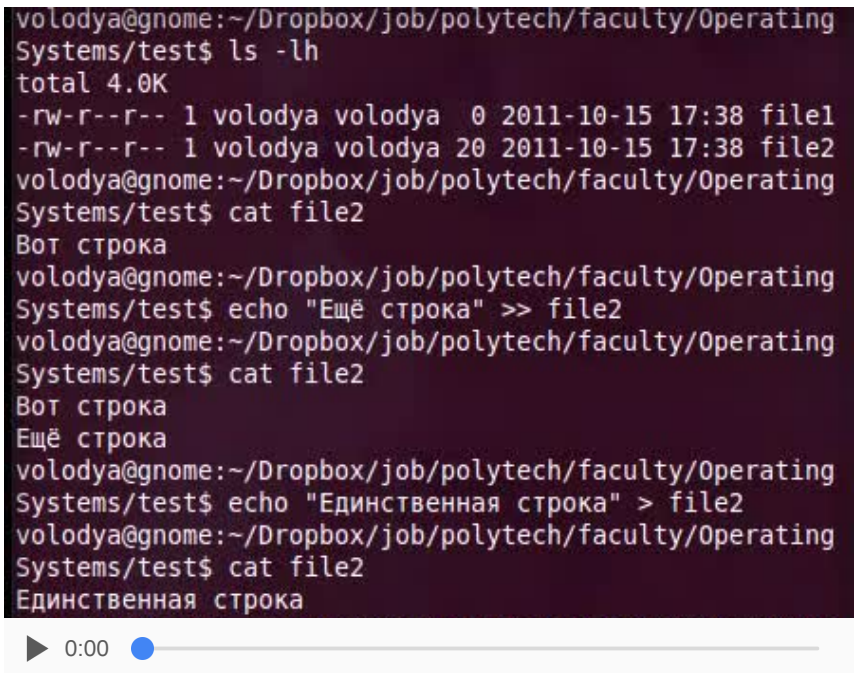 volodya@gnome:~/Dropbox/job/polytech/faculty/Operating
Systems/test$ ls -lh
total 4.0K
-rw-r--r-- 1 volodya volodya  0 2011-10-15 17:38 file1
-rw-r--r-- 1 volodya volodya 20 2011-10-15 17:38 file2
volodya@gnome:~/Dropbox/job/polytech/faculty/Operating
Systems/test$ cat file2
Вот строка
volodya@gnome:~/Dropbox/job/polytech/faculty/Operating
Systems/test$ echo "Ещё строка" >> file2
volodya@gnome:~/Dropbox/job/polytech/faculty/Operating
Systems/test$ cat file2
Вот строка
Ещё строка
volodya@gnome:~/Dropbox/job/polytech/faculty/Operating
Systems/test$ echo "Единственная строка" > file2
volodya@gnome:~/Dropbox/job/polytech/faculty/Operating
Systems/test$ cat file2
Единственная строка
0:00